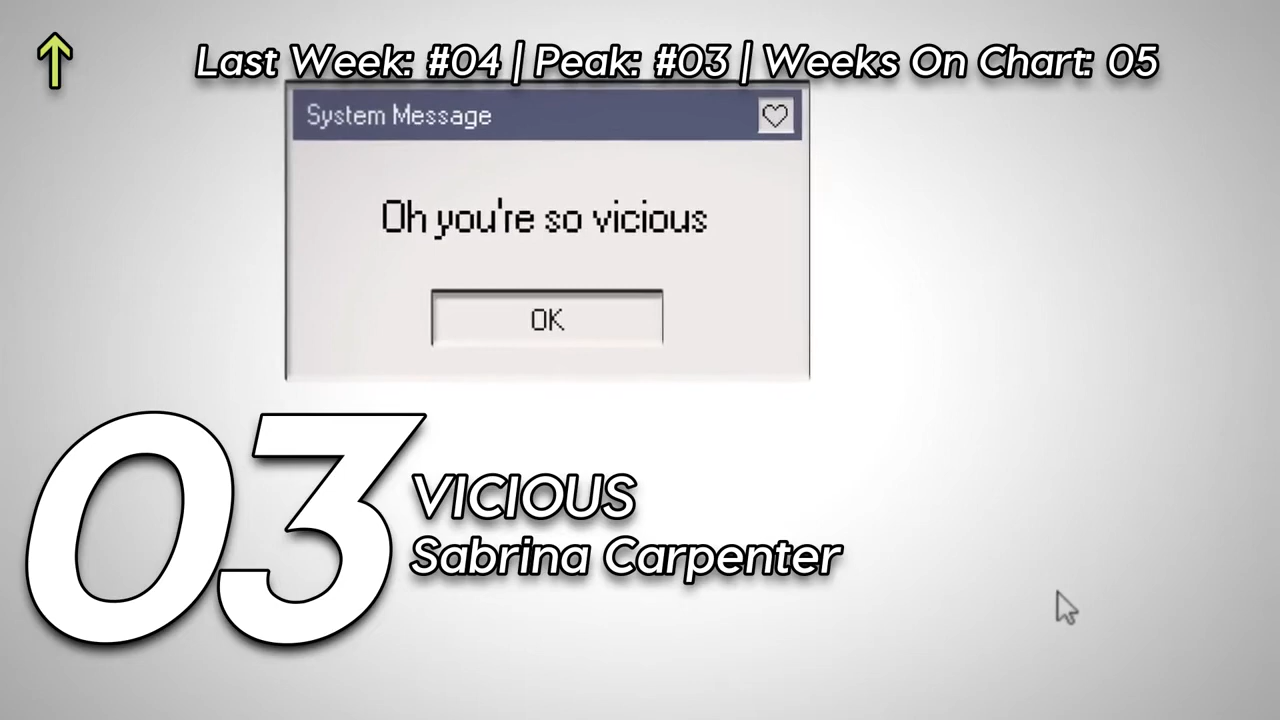 Last Week: #04 | Peak: #03 | Weeks On Chart: 05
System Message
Oh you're so vicious
OK
03
VICIOUS
Sabrina Carpenter